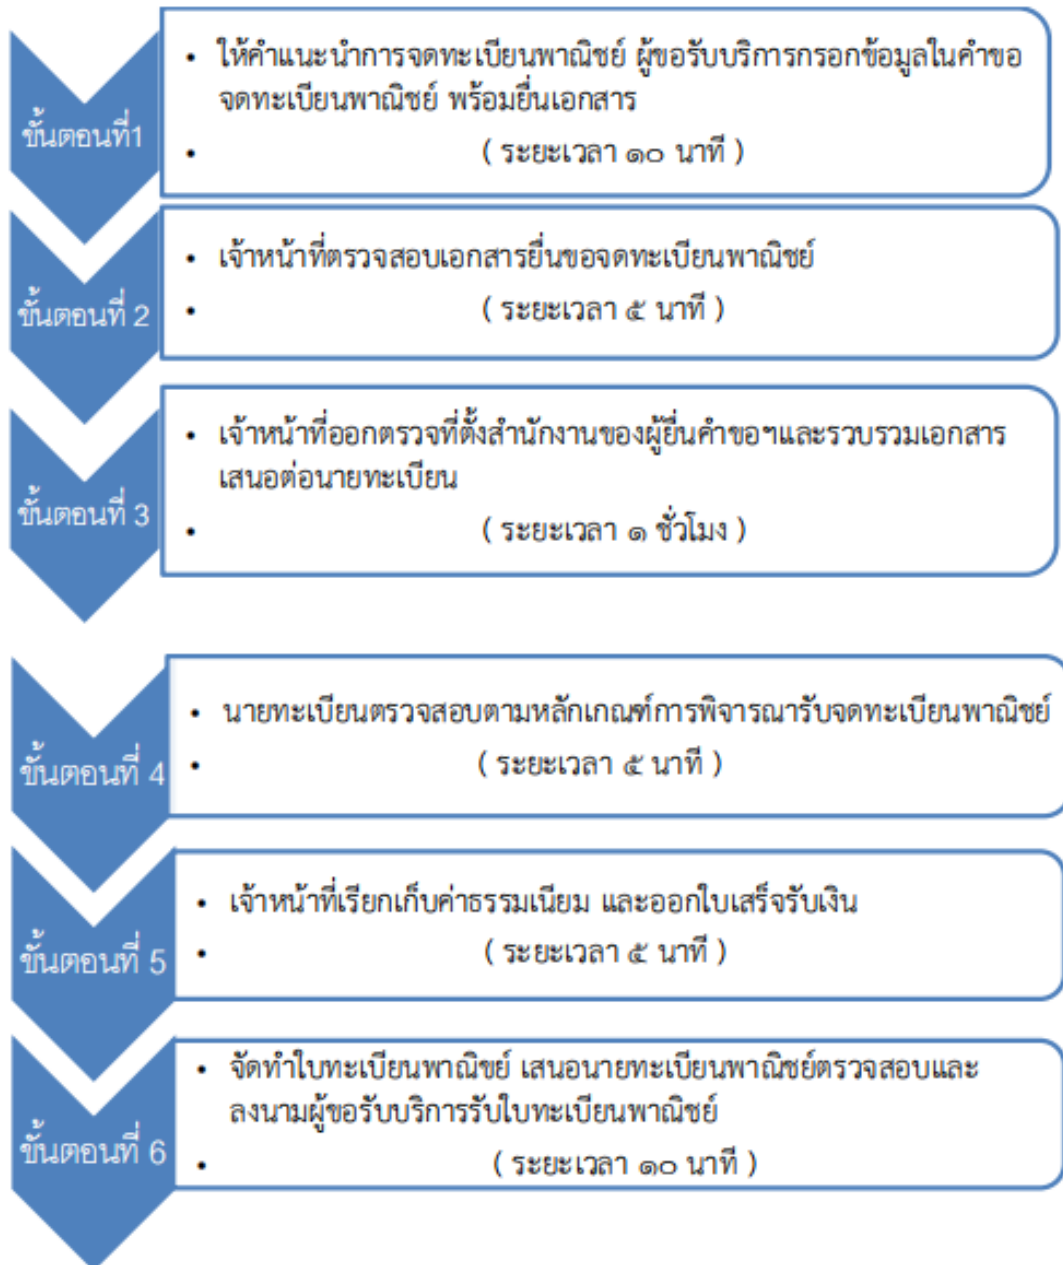 ขั้นตอนที่1
• ให้คำแนะนำการจดทะเบียนพาณิชย์ ผู้ขอรับบริการกรอกข้อมูลในคำขอ
จดทะเบียนพาณิชย์ พร้อมยื่นเอกสาร
• ( ระยะเวลา ๑๐ นาที )
ขั้นตอนที่ 2
• เจ้าหน้าที่ตรวจสอบเอกสารยื่นขอจดทะเบียนพาณิชย์
• ( ระยะเวลา ๕ นาที )
ขั้นตอนที่ 3
• เจ้าหน้าที่ออกตรวจที่ตั้งสำนักงานของผู้ยื่นคำขอฯและรวบรวมเอกสาร
เสนอต่อนายทะเบียน
• ( ระยะเวลา ๑ ชั่วโมง )
ขั้นตอนที่ 4
• นายทะเบียนตรวจสอบตามหลักเกณฑ์การพิจารณารับจดทะเบียนพาณิชย์
• ( ระยะเวลา ๕ นาที )
ขั้นตอนที่ 5
• เจ้าหน้าที่เรียกเก็บค่าธรรมเนียม และออกใบเสร็จรับเงิน
• ( ระยะเวลา ๕ นาที )
ขั้นตอนที่ 6
• จัดทำใบทะเบียนพาณิขย์ เสนอนายทะเบียนพาณิชย์ตรวจสอบและ
ลงนามผู้ขอรับบริการรับใบทะเบียนพาณิชย์
• ( ระยะเวลา ๑๐ นาที )